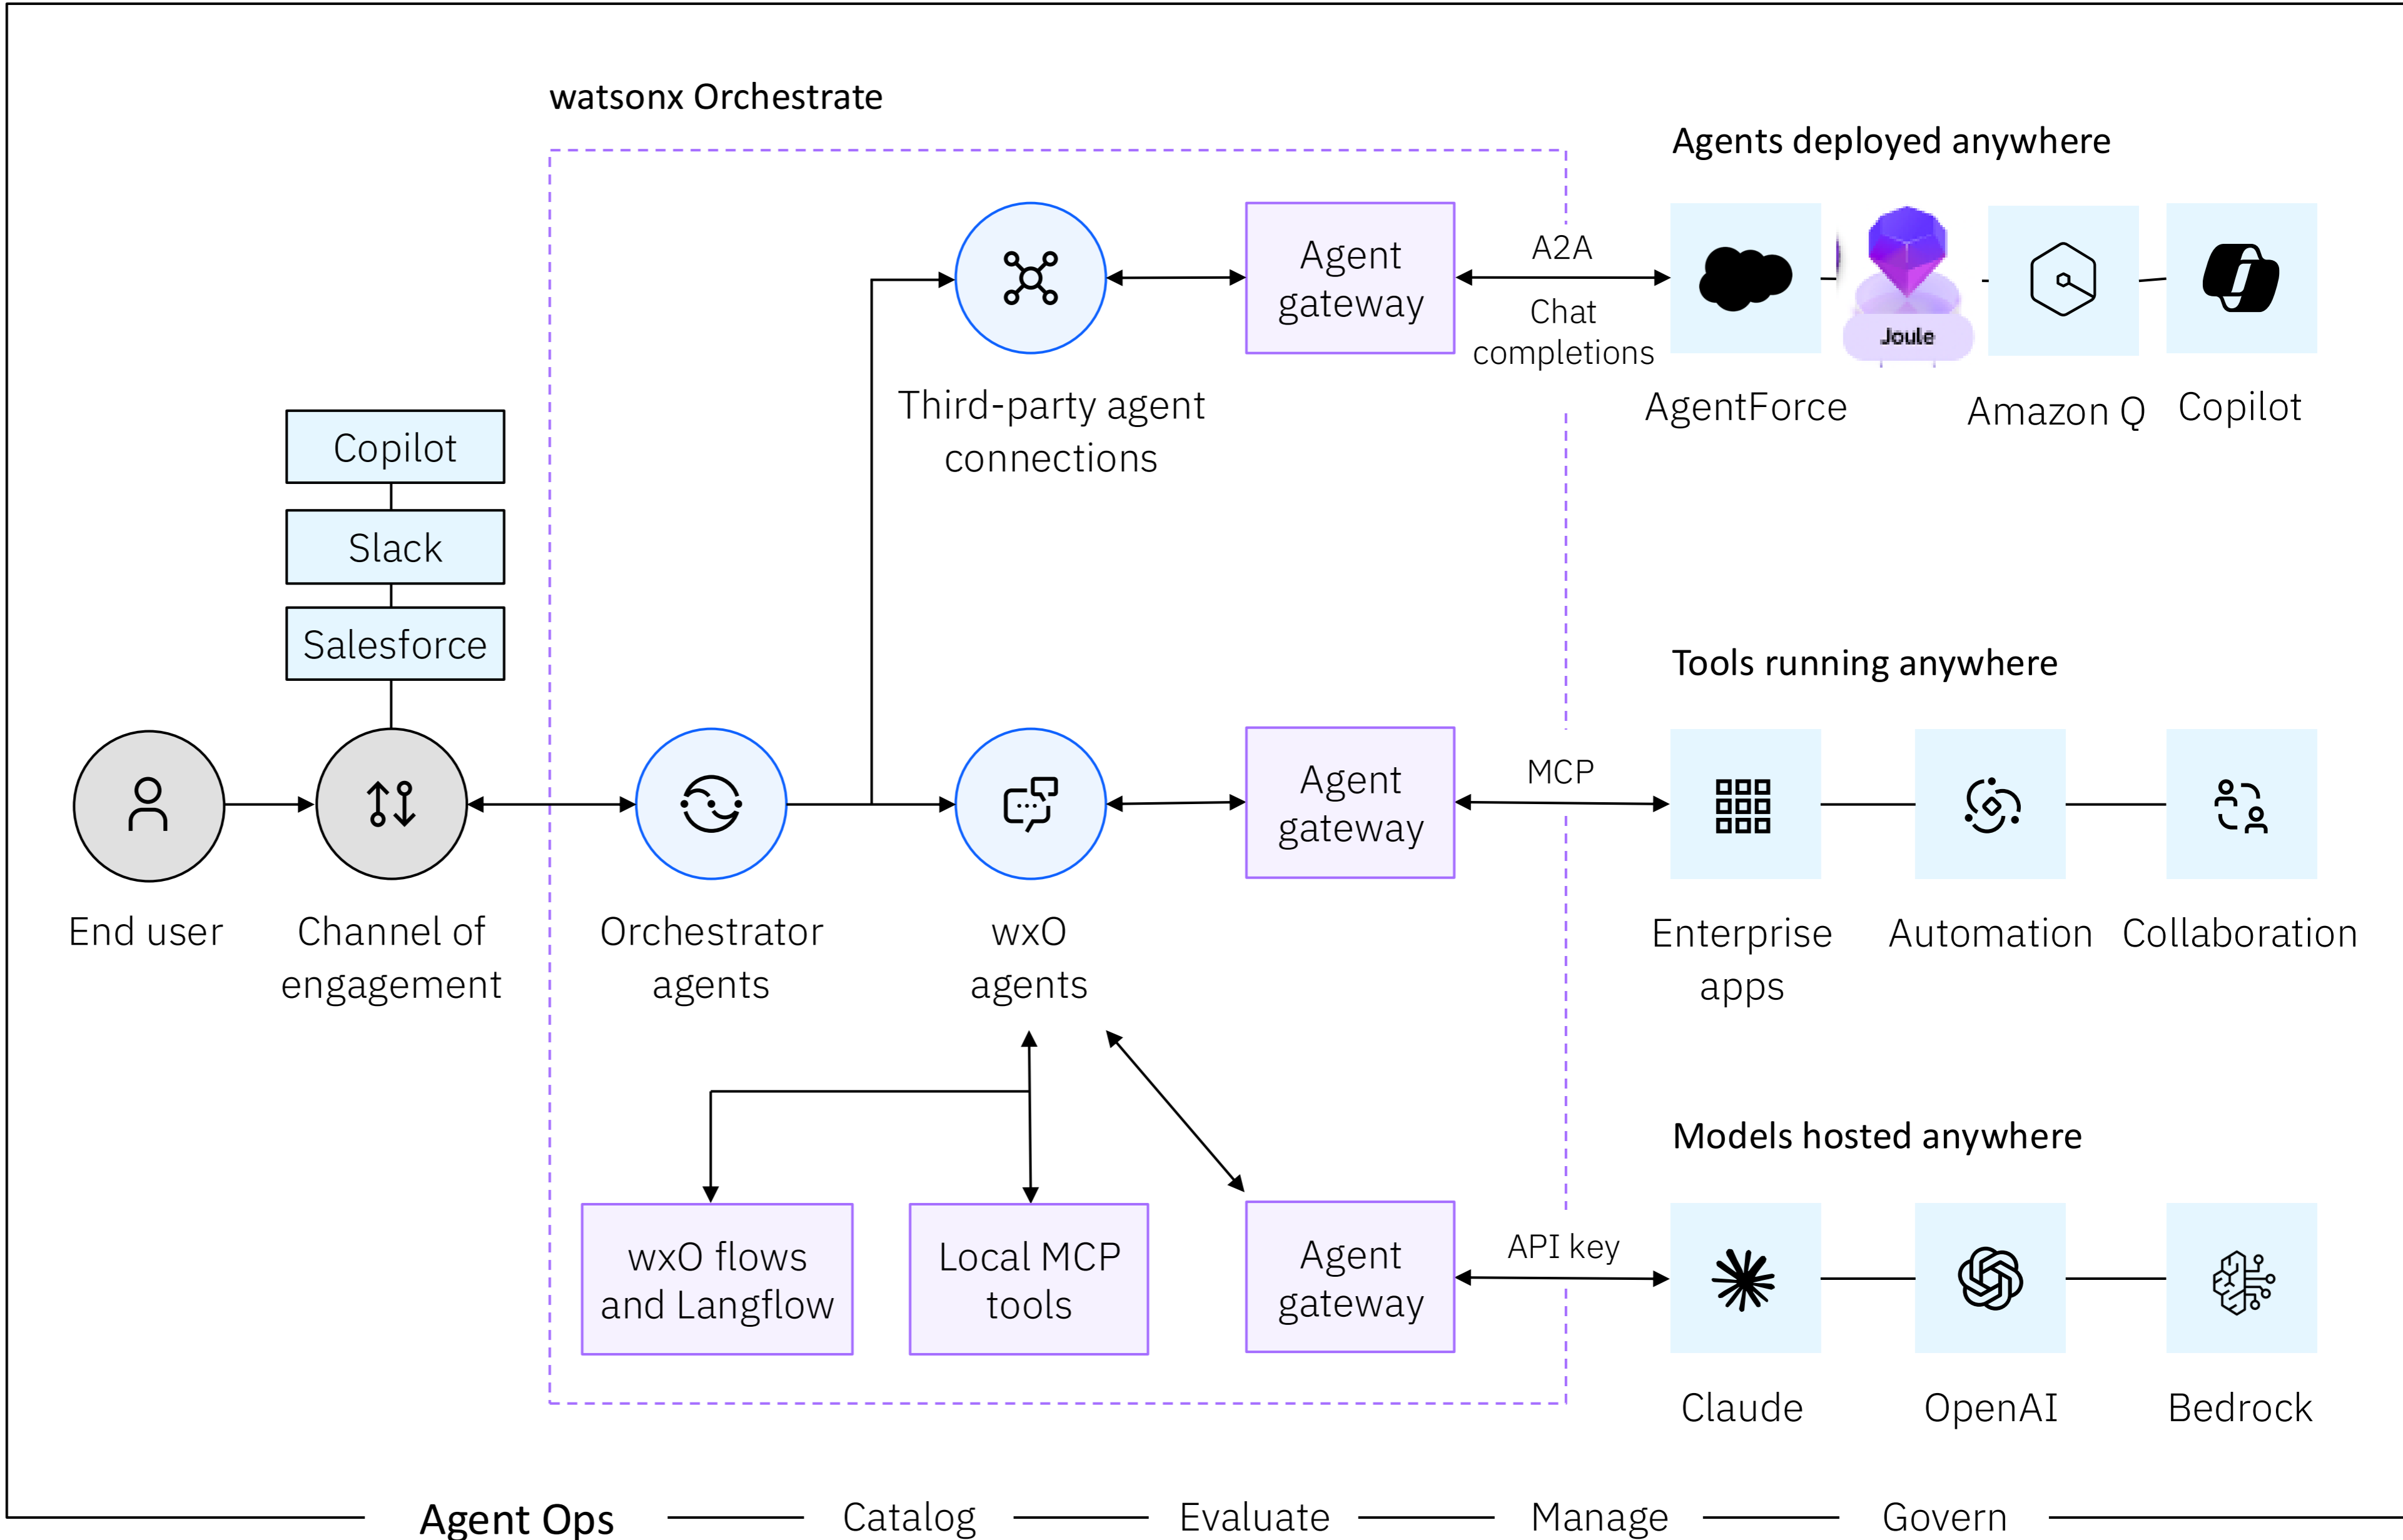 watsonx Orchestrate
Agents deployed anywhere
Agent
gateway
A2A
Chat
completions
Joule
Third-party agent
connections
AgentForce
Amazon Q
Copilot
Copilot
Slack
Salesforce
Tools running anywhere
Agent
gateway
MCP
End user
Channel of
engagement
Orchestrator
agents
wxO
agents
Enterprise
apps
Automation
Collaboration
Models hosted anywhere
wxO flows
and Langflow
Local MCP
tools
Agent
gateway
API key
Claude
OpenAI
Bedrock
Agent Ops
Catalog
Evaluate
Manage
Govern